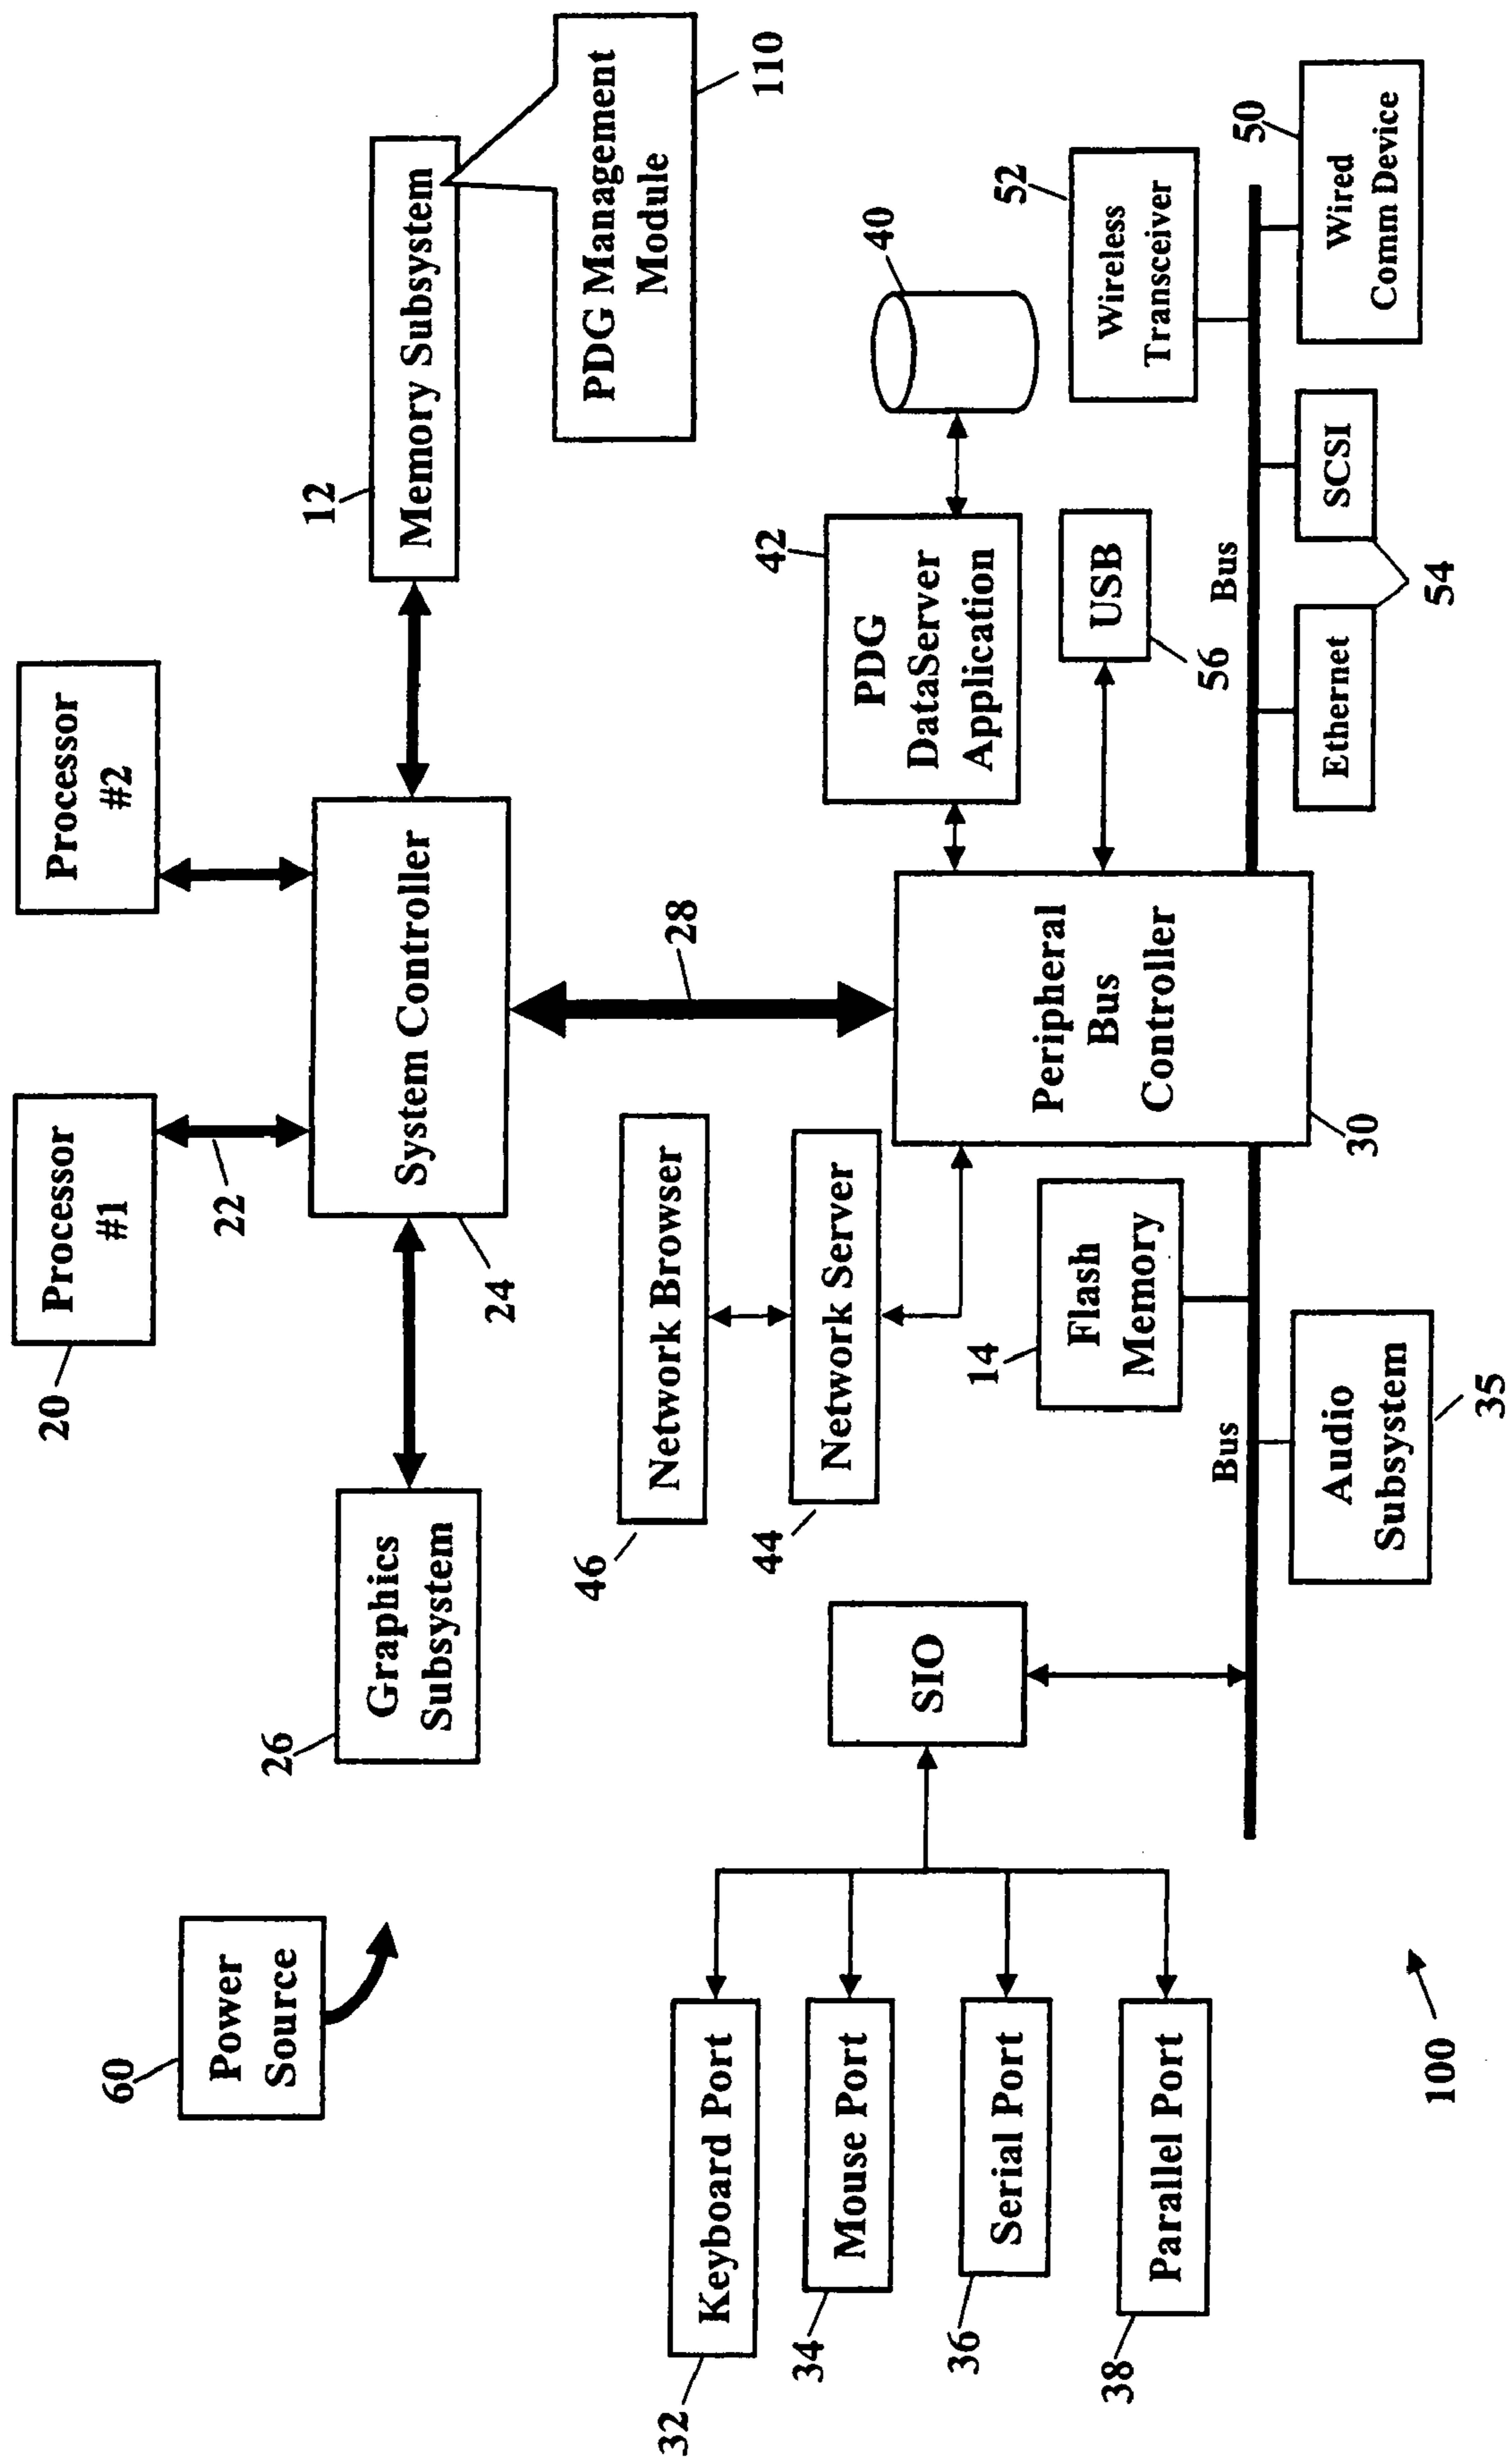 Processor
#1
20
22
Processor
#2
System Controller
24
Graphics
Subsystem
26
12
Memory Subsystem
PDG Management
Module
110
60
Power
Source
28
Network Browser
46
Network Server
44
Peripheral
Bus
Controller
30
42
PDG
DataServer
Application
40
USB
56
SIO
Keyboard Port
32
Mouse Port
34
Serial Port
36
Parallel Port
38
14
Flash
Memory
Bus
Audio
Subsystem
35
Bus
Ethernet
SCSI
54
52
Wireless
Transceiver
50
Wired
Comm Device
100